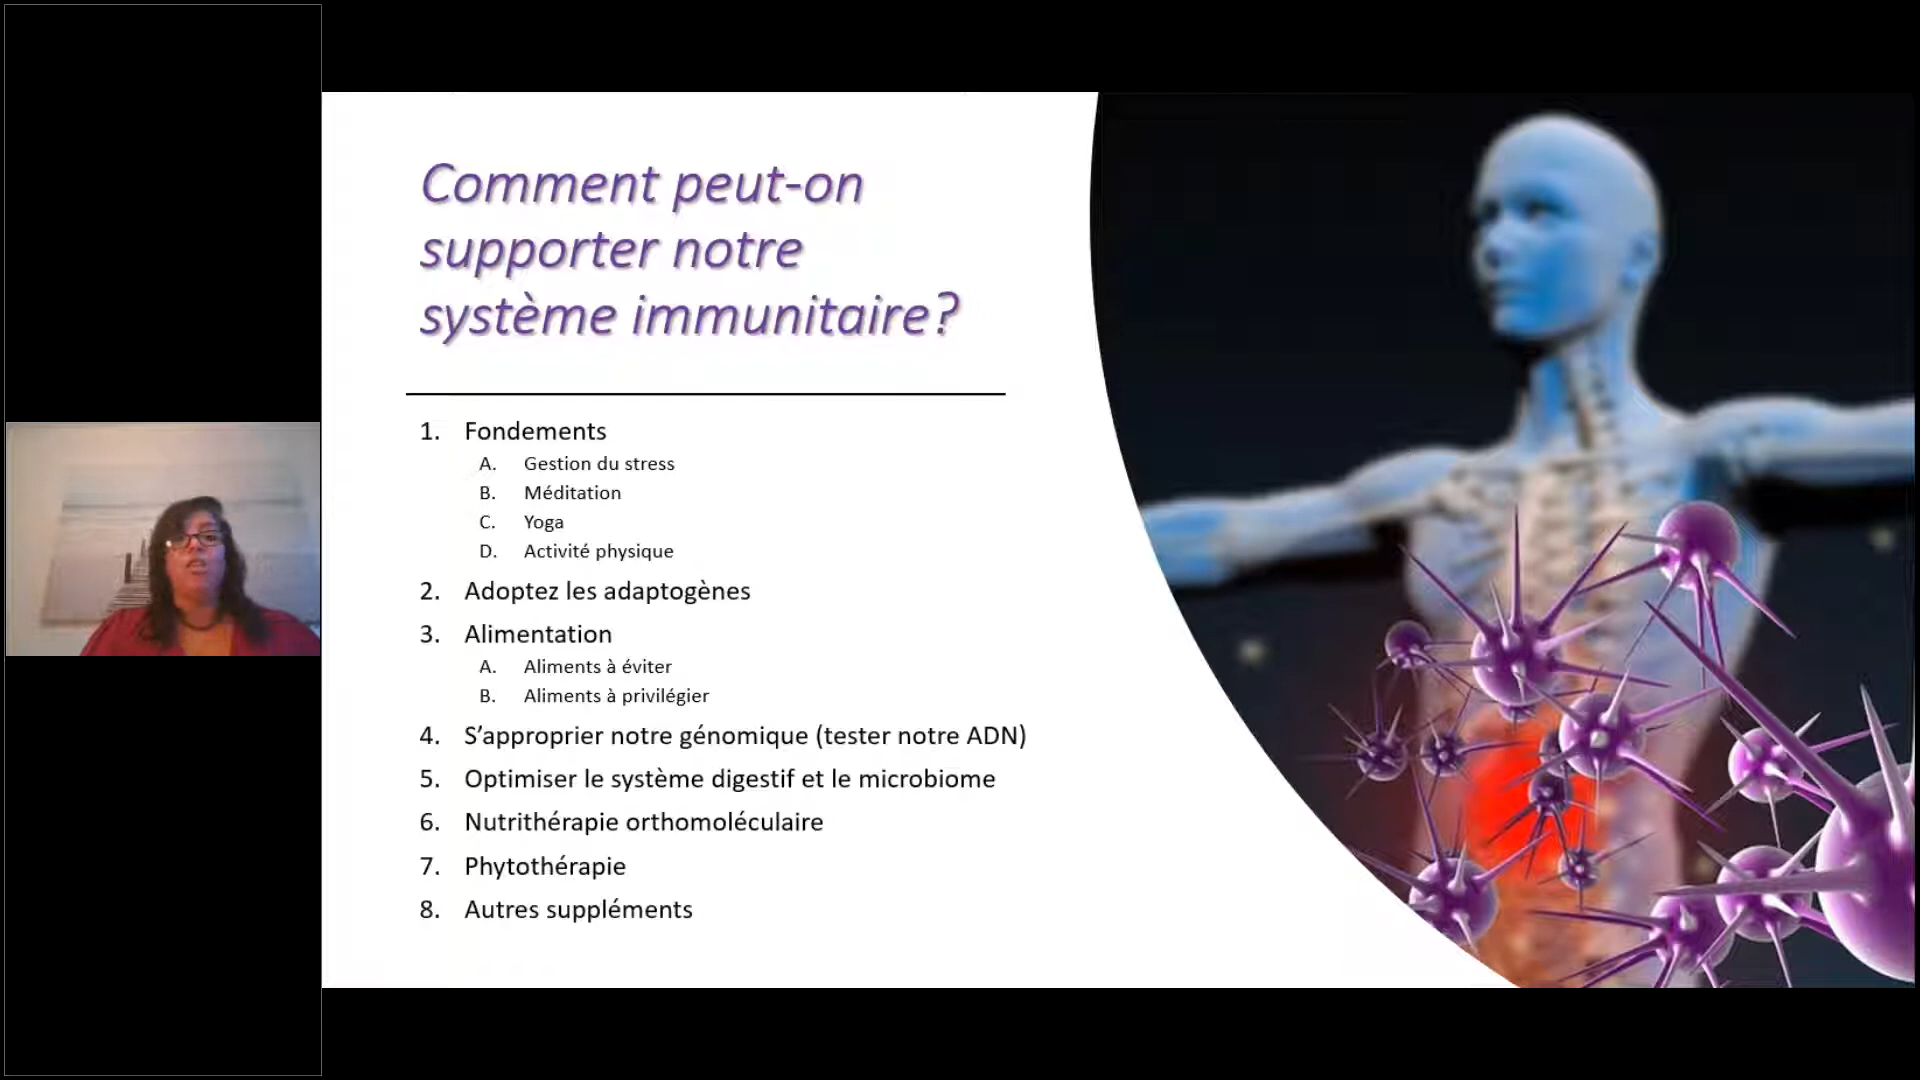 Comment peut-on
supporter notre
système immunitaire?
1. Fondements
A. Gestion du stress
B. Méditation
C. Yoga
D. Activité physique
2. Adoptez les adaptogènes
3. Alimentation
A. Aliments à éviter
B. Aliments à privilégier
4. S’approprier notre génomique (tester notre ADN)
5. Optimiser le système digestif et le microbiome
6. Nutrithérapie orthomoléculaire
7. Phytothérapie
8. Autres suppléments